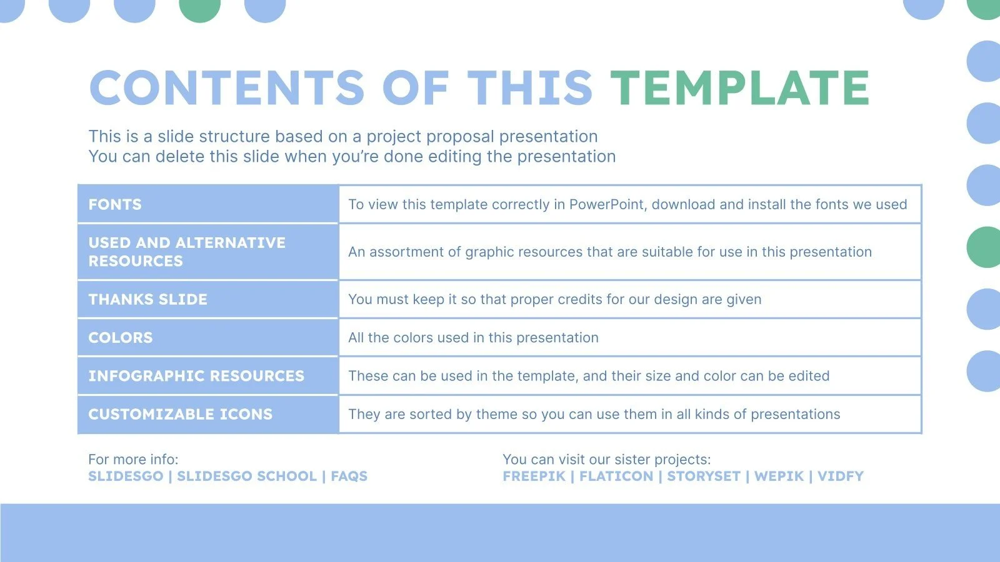 CONTENTS OF THIS TEMPLATE
This is a slide structure based on a project proposal presentation
You can delete this slide when you’re done editing the presentation
FONTS
To view this template correctly in PowerPoint, download and install the fonts we used
USED AND ALTERNATIVE
RESOURCES
An assortment of graphic resources that are suitable for use in this presentation
THANKS SLIDE
You must keep it so that proper credits for our design are given
COLORS
All the colors used in this presentation
INFOGRAPHIC RESOURCES
These can be used in the template, and their size and color can be edited
CUSTOMIZABLE ICONS
They are sorted by theme so you can use them in all kinds of presentations
For more info:
SLIDESGO | SLIDESGO SCHOOL | FAQS
You can visit our sister projects:
FREEPIK | FLATICON | STORYSET | WEPIK | VIDFY